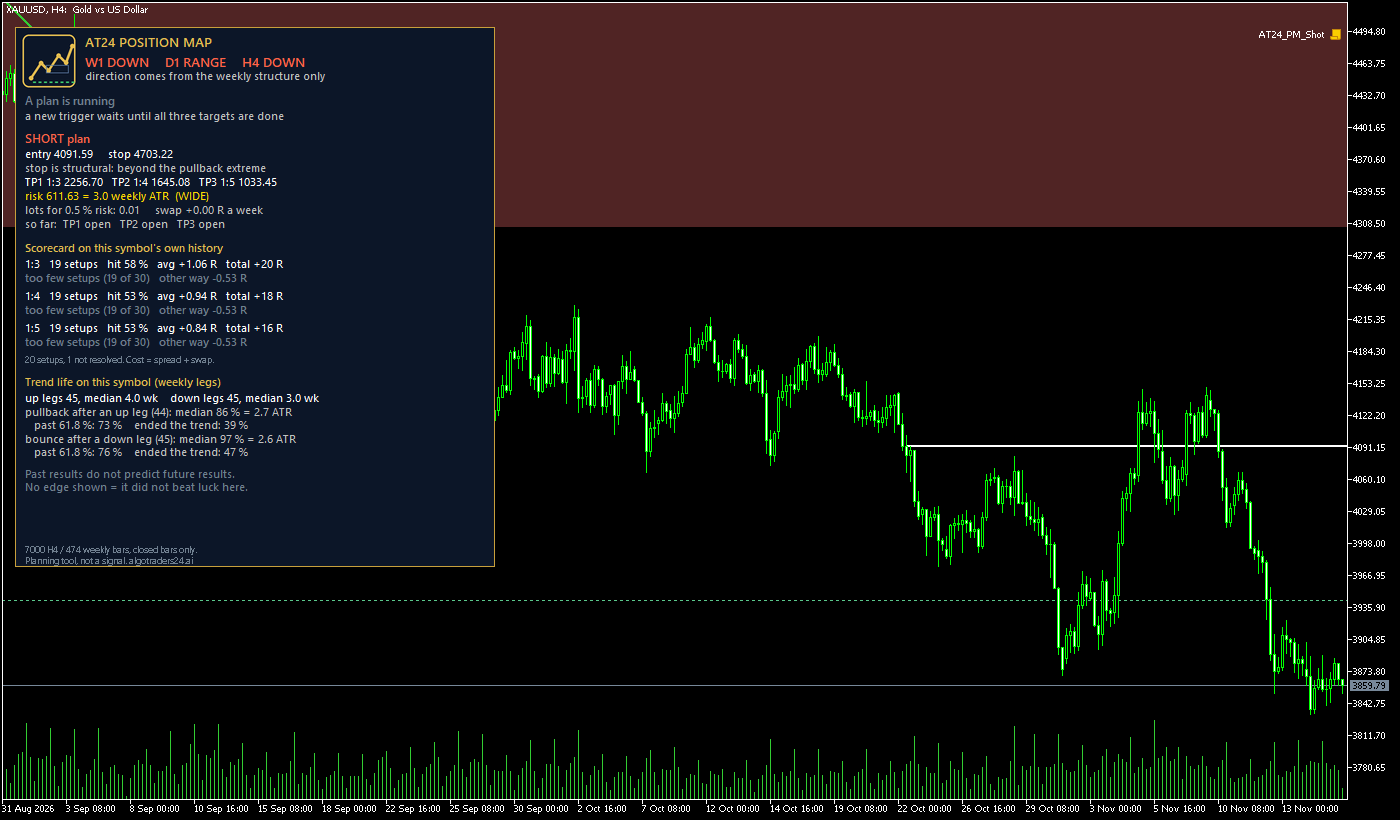 XAUUSD, H4: Gold vs US Dollar
AT24_PM_Shot
AT24 POSITION MAP
W1 DOWN D1 RANGE H4 DOWN
direction comes from the weekly structure only
A plan is running
a new trigger waits until all three targets are done
SHORT plan
entry 4091.59 stop 4703.22
stop is structural: beyond the pullback extreme
TP1 1:3 2256.70 TP2 1:4 1645.08 TP3 1:5 1033.45
risk 611.63 = 3.0 weekly ATR (WIDE)
lots for 0.5 % risk: 0.01 swap +0.00 R a week
so far: TP1 open TP2 open TP3 open
Scorecard on this symbol's own history
1:3 19 setups hit 58 % avg +1.06 R total +20 R
too few setups (19 of 30) other way -0.53 R
1:4 19 setups hit 53 % avg +0.94 R total +18 R
too few setups (19 of 30) other way -0.53 R
1:5 19 setups hit 53 % avg +0.84 R total +16 R
too few setups (19 of 30) other way -0.53 R
20 setups, 1 not resolved. Cost = spread + swap.
Trend life on this symbol (weekly legs)
up legs 45, median 4.0 wk down legs 45, median 3.0 wk
pullback after an up leg (44): median 86 % = 2.7 ATR
past 61.8 %: 73 % ended the trend: 39 %
bounce after a down leg (45): median 97 % = 2.6 ATR
past 61.8 %: 76 % ended the trend: 47 %
Past results do not predict future results.
No edge shown = it did not beat luck here.
7000 H4 / 474 weekly bars, closed bars only.
Planning tool, not a signal. algotraders24.ai
4494.80
4463.75
4432.70
4401.65
4370.60
4339.55
4308.50
4277.45
4246.40
4215.35
4184.30
4153.25
4122.20
4091.15
4060.10
4029.05
3998.00
3966.95
3935.90
3904.85
3873.80
3859.79
3842.75
3811.70
3780.65
31 Aug 2026 3 Sep 08:00 8 Sep 00:00 10 Sep 16:00 15 Sep 08:00 18 Sep 00:00 22 Sep 16:00 25 Sep 08:00 30 Sep 00:00 2 Oct 16:00 7 Oct 08:00 12 Oct 00:00 14 Oct 16:00 19 Oct 08:00 22 Oct 00:00 26 Oct 16:00 29 Oct 08:00 3 Nov 00:00 5 Nov 16:00 10 Nov 08:00 13 Nov 00:00